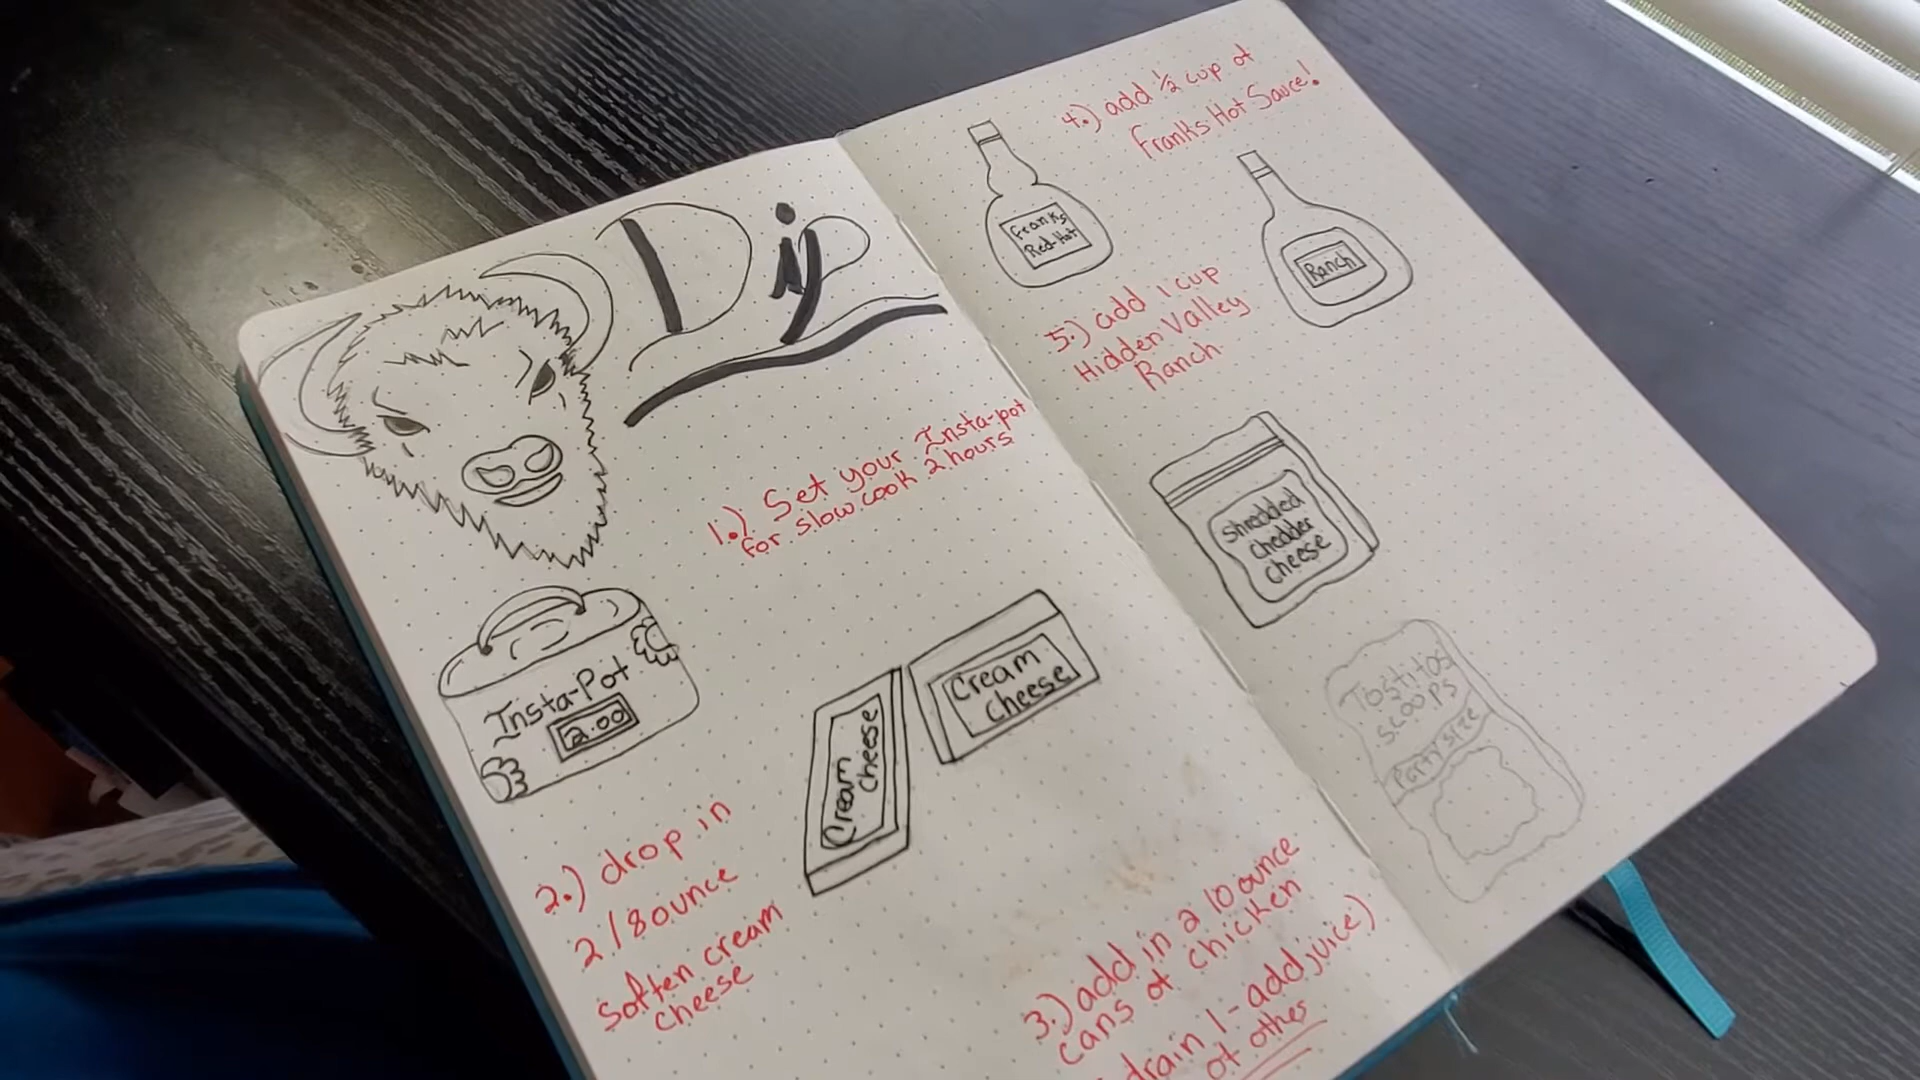 Dip
1.) Set your Insta-pot
for slow cook 2 hours
Insta-Pot
2:00
2.) drop in
2 / 8 ounce
soften cream
cheese
Cream
cheese
Cream
cheese
3.) add in 2 10 ounce
cans of chicken
drain 1 - add juice)
of other
4.) add 1/2 cup of
Franks Hot Sauce!
Franks
Red-Hot
Ranch
5.) add 1 cup
Hidden Valley
Ranch
Shredded
chedder
cheese
Tostitos
scoops
Party size